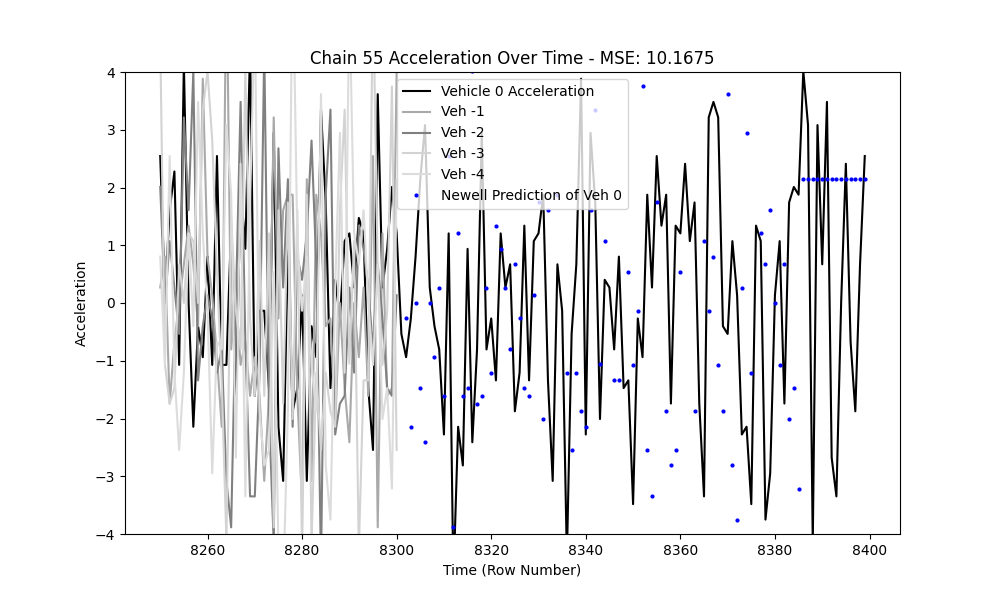 Chain 55 Acceleration Over Time - MSE: 10.1675
Acceleration
4
3
2
1
0
−1
−2
−3
−4
Vehicle 0 Acceleration
Veh -1
Veh -2
Veh -3
Veh -4
Newell Prediction of Veh 0
8260
8280
8300
8320
8340
8360
8380
8400
Time (Row Number)